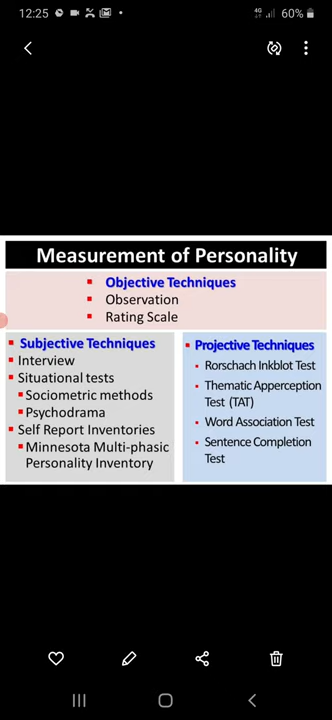 12:25
4G
60%
Measurement of Personality
Objective Techniques
Observation
Rating Scale
Subjective Techniques
Interview
Situational tests
Sociometric methods
Psychodrama
Self Report Inventories
Minnesota Multi-phasic
Personality Inventory
Projective Techniques
Rorschach Inkblot Test
Thematic Apperception
Test (TAT)
Word Association Test
Sentence Completion
Test